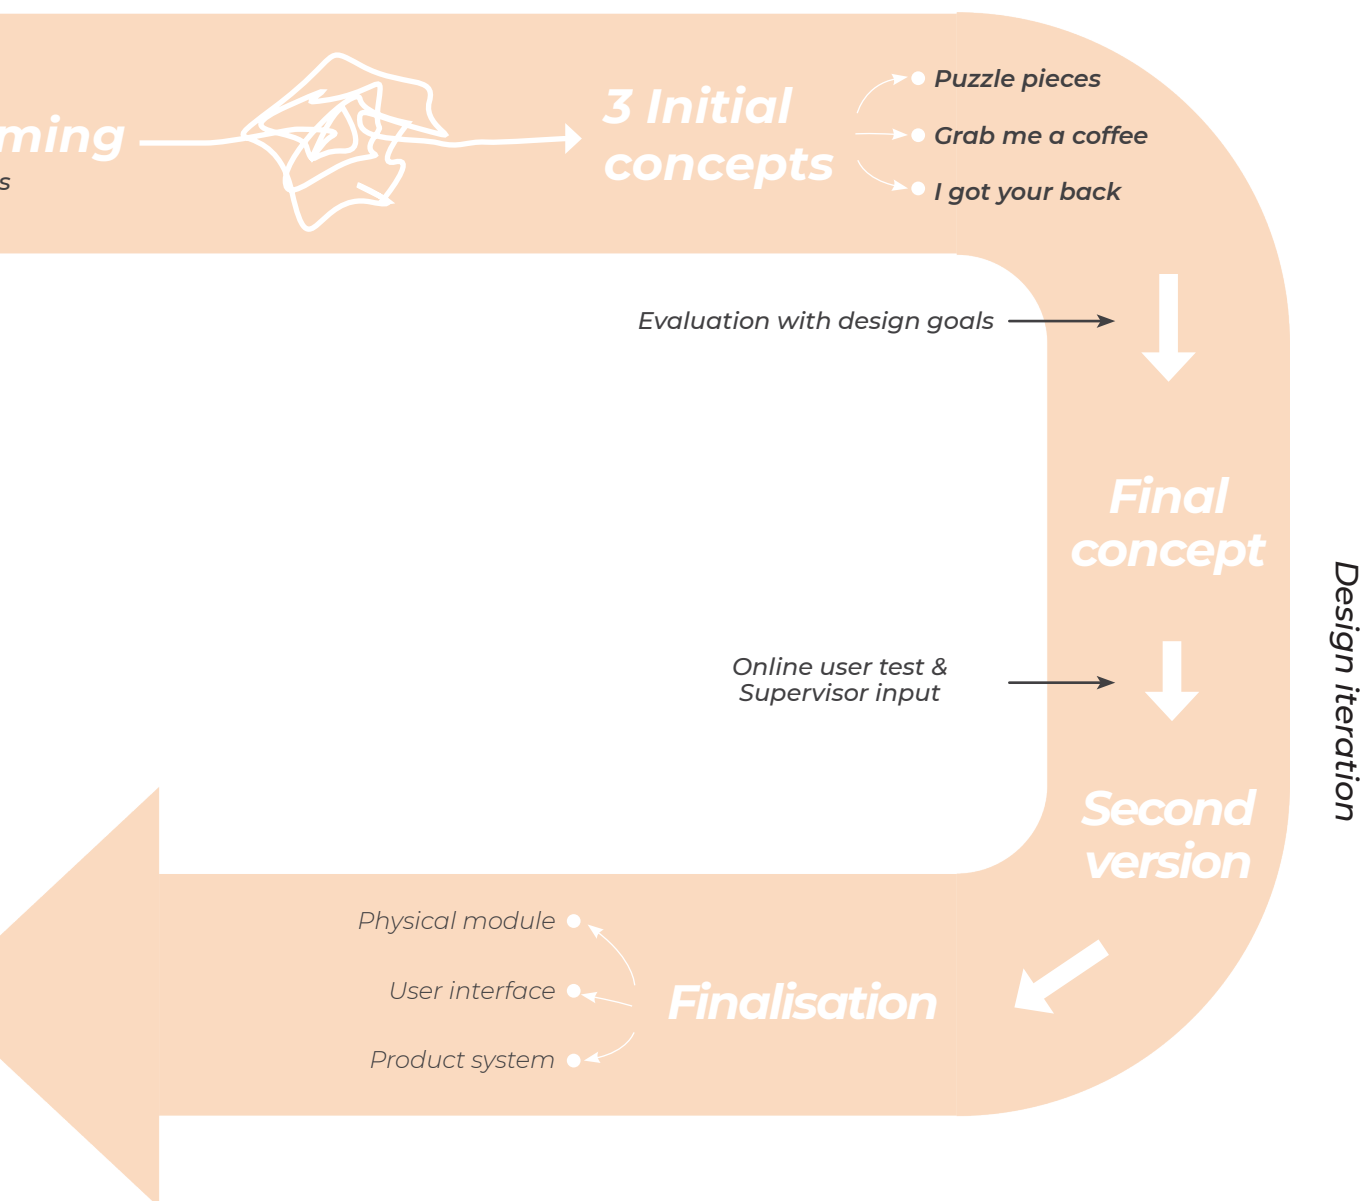 ming
s
3 Initial
concepts
Puzzle pieces
Grab me a coffee
I got your back
Evaluation with design goals
Final
concept
Design iteration
Online user test &
Supervisor input
Second
version
Physical module
User interface
Product system
Finalisation